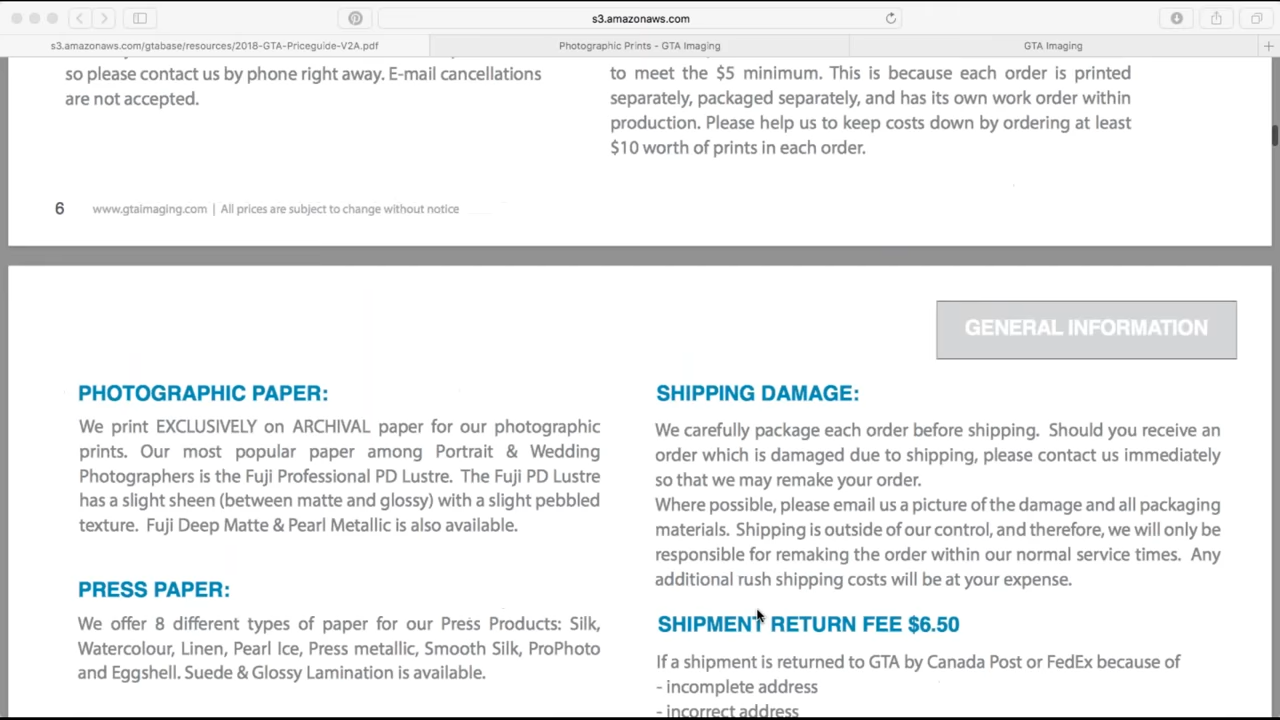 s3.amazonaws.com
s3.amazonaws.com/gtabase/resources/2018-GTA-Priceguide-V2A.pdf
Photographic Prints - GTA Imaging
GTA Imaging
so please contact us by phone right away. E-mail cancellations
are not accepted.
to meet the $5 minimum. This is because each order is printed
separately, packaged separately, and has its own work order within
production. Please help us to keep costs down by ordering at least
$10 worth of prints in each order.
6 www.gtaimaging.com | All prices are subject to change without notice
GENERAL INFORMATION
PHOTOGRAPHIC PAPER:
We print EXCLUSIVELY on ARCHIVAL paper for our photographic
prints. Our most popular paper among Portrait & Wedding
Photographers is the Fuji Professional PD Lustre. The Fuji PD Lustre
has a slight sheen (between matte and glossy) with a slight pebbled
texture. Fuji Deep Matte & Pearl Metallic is also available.
PRESS PAPER:
We offer 8 different types of paper for our Press Products: Silk,
Watercolour, Linen, Pearl Ice, Press metallic, Smooth Silk, ProPhoto
and Eggshell. Suede & Glossy Lamination is available.
SHIPPING DAMAGE:
We carefully package each order before shipping. Should you receive an
order which is damaged due to shipping, please contact us immediately
so that we may remake your order.
Where possible, please email us a picture of the damage and all packaging
materials. Shipping is outside of our control, and therefore, we will only be
responsible for remaking the order within our normal service times. Any
additional rush shipping costs will be at your expense.
SHIPMENT RETURN FEE $6.50
If a shipment is returned to GTA by Canada Post or FedEx because of
- incomplete address
- incorrect address